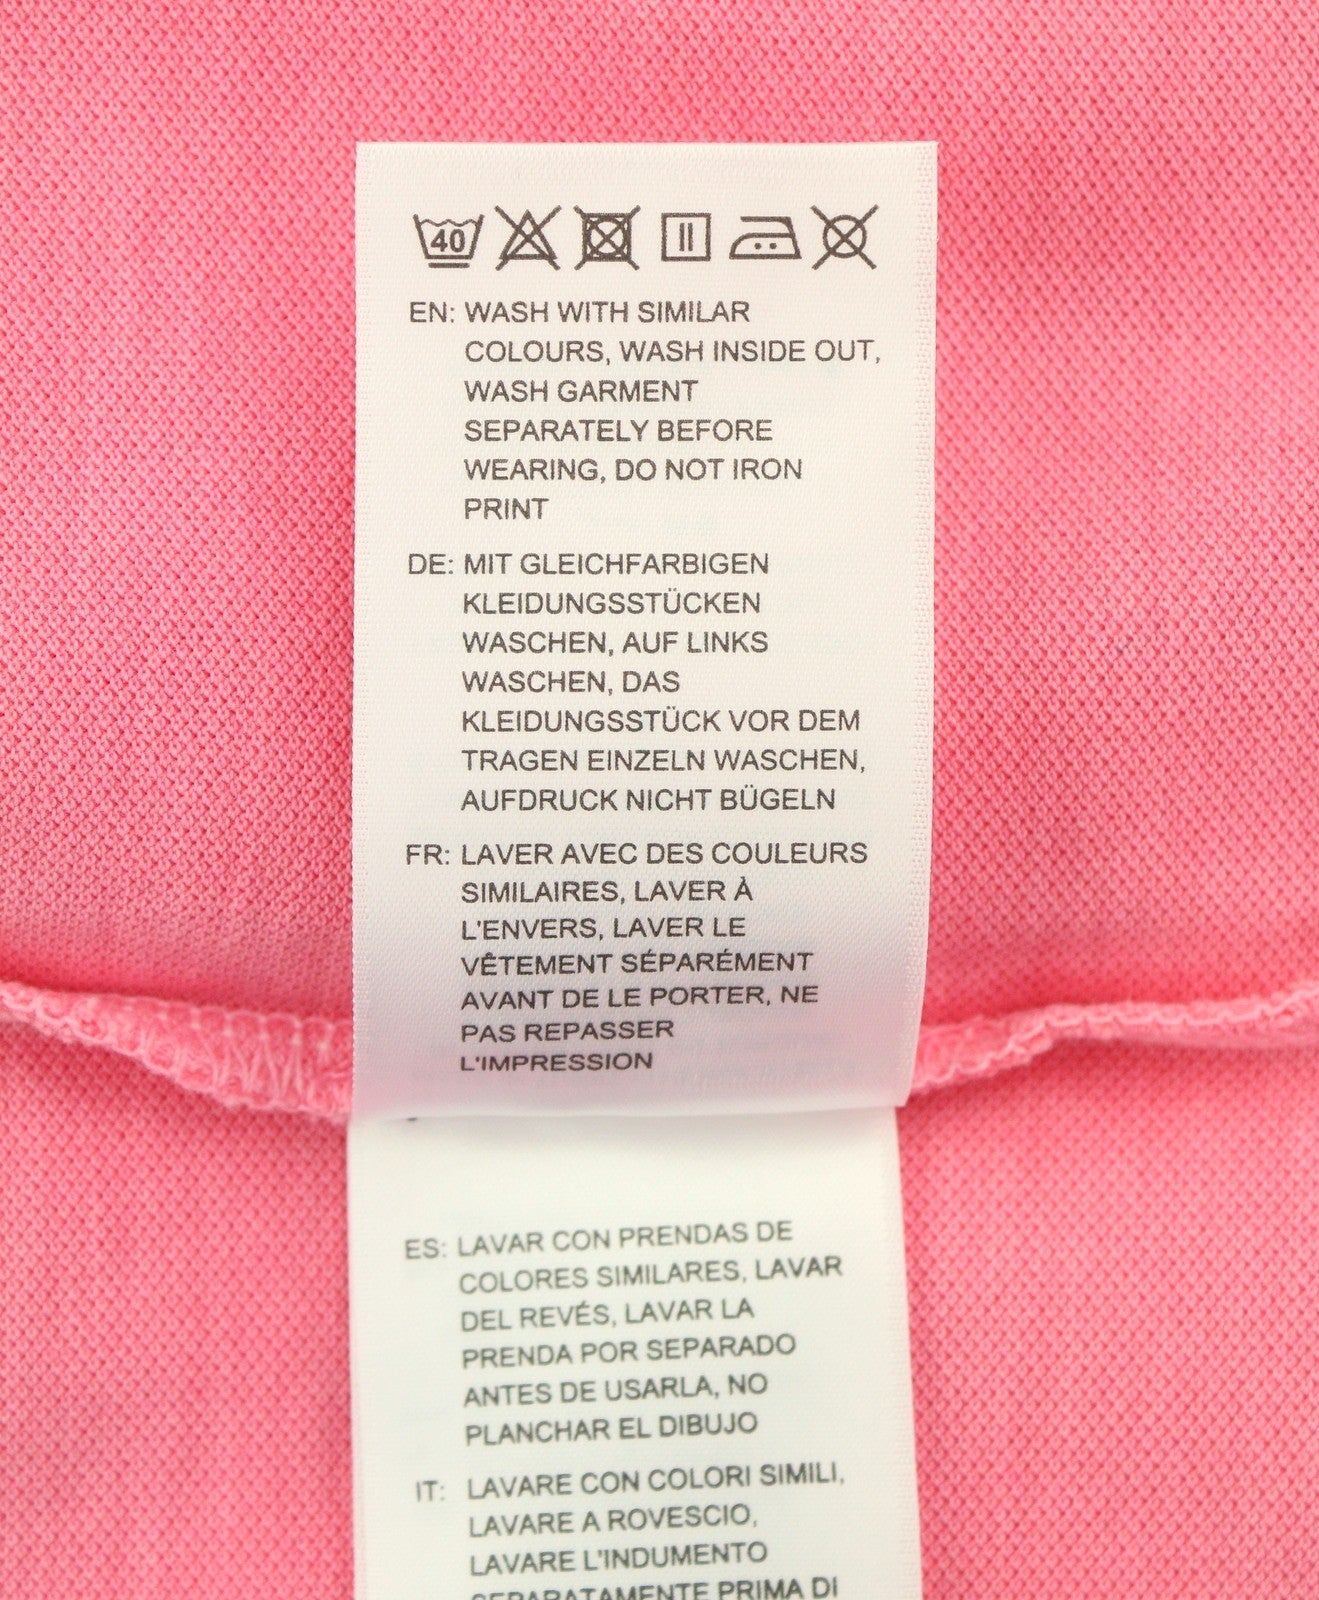 40
EN: WASH WITH SIMILAR
COLOURS, WASH INSIDE OUT,
WASH GARMENT
SEPARATELY BEFORE
WEARING, DO NOT IRON
PRINT
DE: MIT GLEICHFARBIGEN
KLEIDUNGSSTÜCKEN
WASCHEN, AUF LINKS
WASCHEN, DAS
KLEIDUNGSSTÜCK VOR DEM
TRAGEN EINZELN WASCHEN,
AUFDRUCK NICHT BÜGELN
FR: LAVER AVEC DES COULEURS
SIMILAIRES, LAVER À
L'ENVERS, LAVER LE
VÊTEMENT SÉPARÉMENT
AVANT DE LE PORTER, NE
PAS REPASSER
L'IMPRESSION
ES: LAVAR CON PRENDAS DE
COLORES SIMILARES, LAVAR
DEL REVÉS, LAVAR LA
PRENDA POR SEPARADO
ANTES DE USARLA, NO
PLANCHAR EL DIBUJO
IT: LAVARE CON COLORI SIMILI,
LAVARE A ROVESCIO,
LAVARE L'INDUMENTO
SEPARATAMENTE PRIMA DI